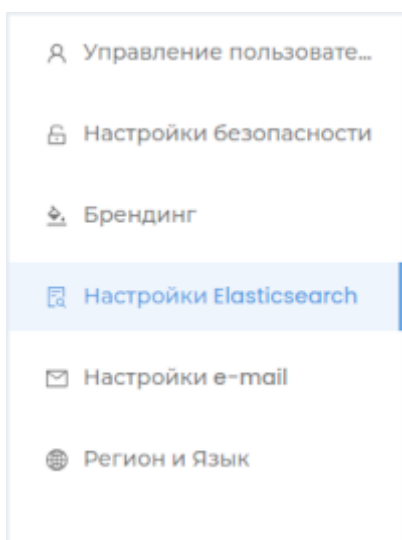 Управление пользовате...
Настройки безопасности
Брендинг
Настройки Elasticsearch
Настройки e-mail
Регион и Язык